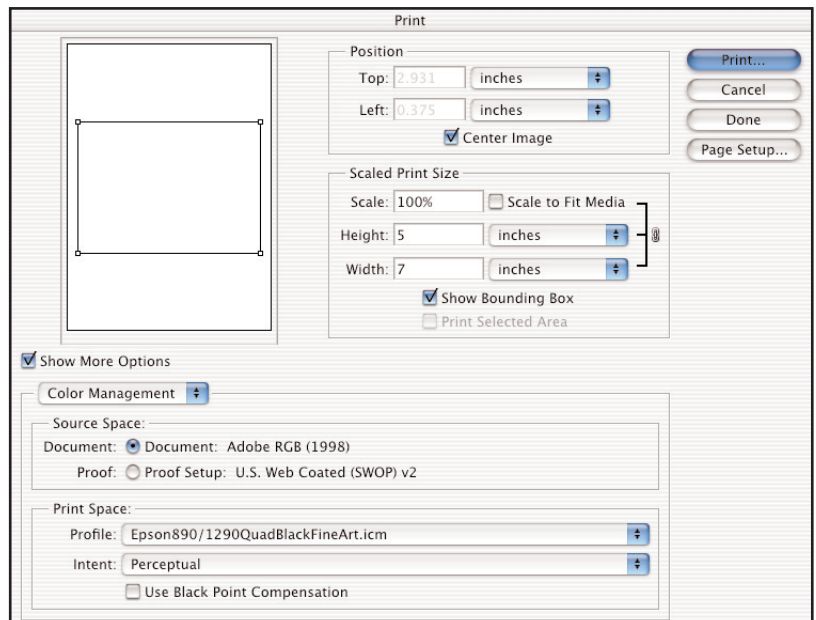 Print
Position
Top: 2.931 inches
Left: 0.375 inches
Center Image
Print...
Cancel
Done
Page Setup...
Scaled Print Size
Scale: 100% Scale to Fit Media
Height: 5 inches
Width: 7 inches
Show Bounding Box
Print Selected Area
Show More Options
Color Management
Source Space:
Document: Document: Adobe RGB (1998)
Proof: Proof Setup: U.S. Web Coated (SWOP) v2
Print Space:
Profile: Epson890/1290QuadBlackFineArt.icm
Intent: Perceptual
Use Black Point Compensation